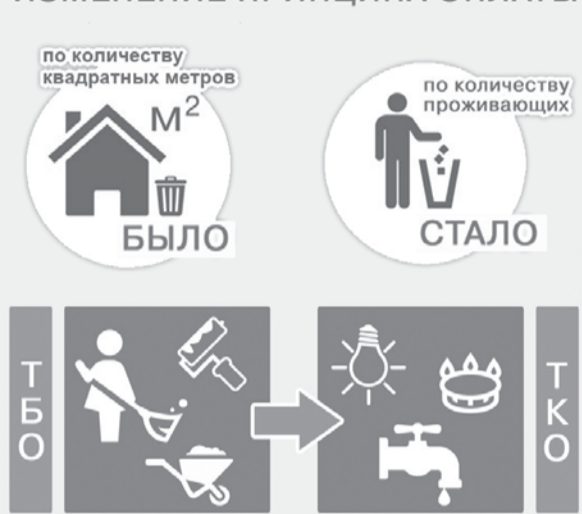 по количеству
квадратных метров
м²
БЫЛО
по количеству
проживающих
СТАЛО
ТБО
ТКО